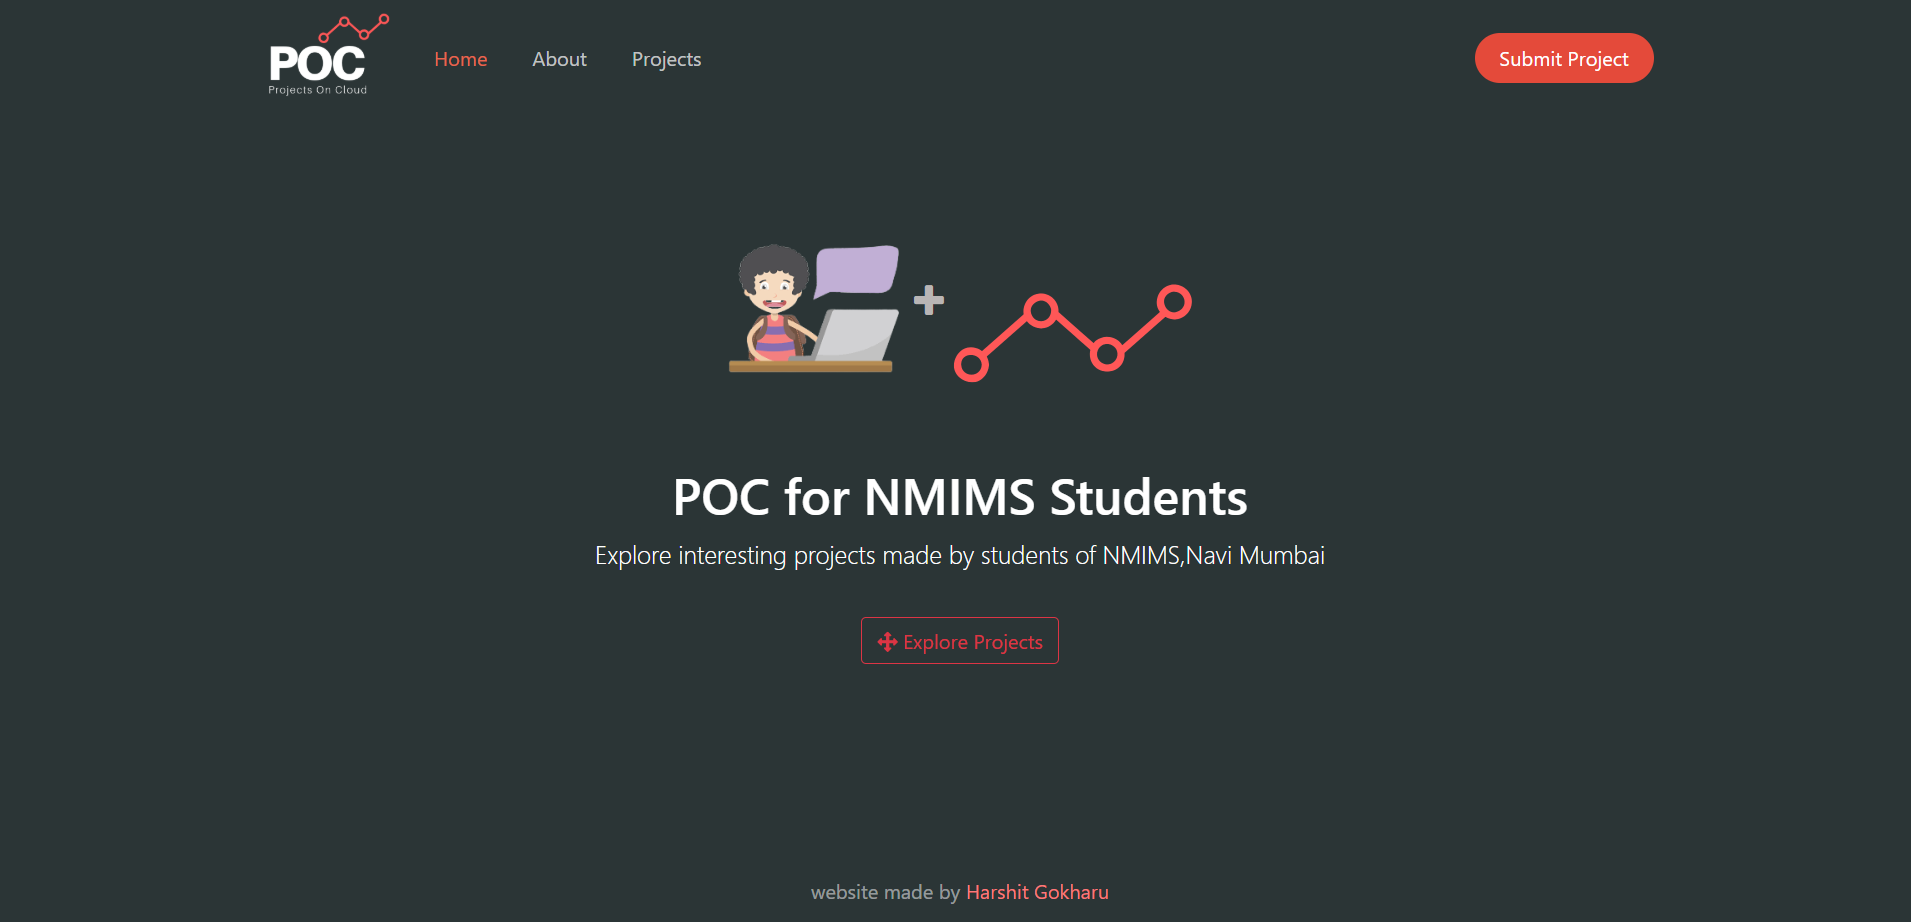 POC
Projects On Cloud
Home
About
Projects
Submit Project
POC for NMIMS Students
Explore interesting projects made by students of NMIMS,Navi Mumbai
Explore Projects
website made by Harshit Gokharu